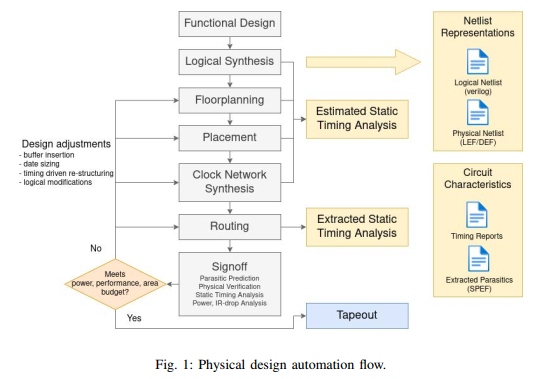 Functional Design
Logical Synthesis
Floorplanning
Placement
Clock Network
Synthesis
Routing
Signoff
Parasitic Prediction
Physical Verification
Static Timing Analysis
Power, IR-drop Analysis
Design adjustments
- buffer insertion
- date sizing
- timing driven re-structuring
- logical modifications
No
Meets
power, performance, area
budget?
Yes
Estimated Static
Timing Analysis
Extracted Static
Timing Analysis
Tapeout
Netlist
Representations
Logical Netlist
(verilog)
Physical Netlist
(LEF/DEF)
Circuit
Characteristics
Timing Reports
Extracted Parasitics
(SPEF)
Fig. 1: Physical design automation flow.